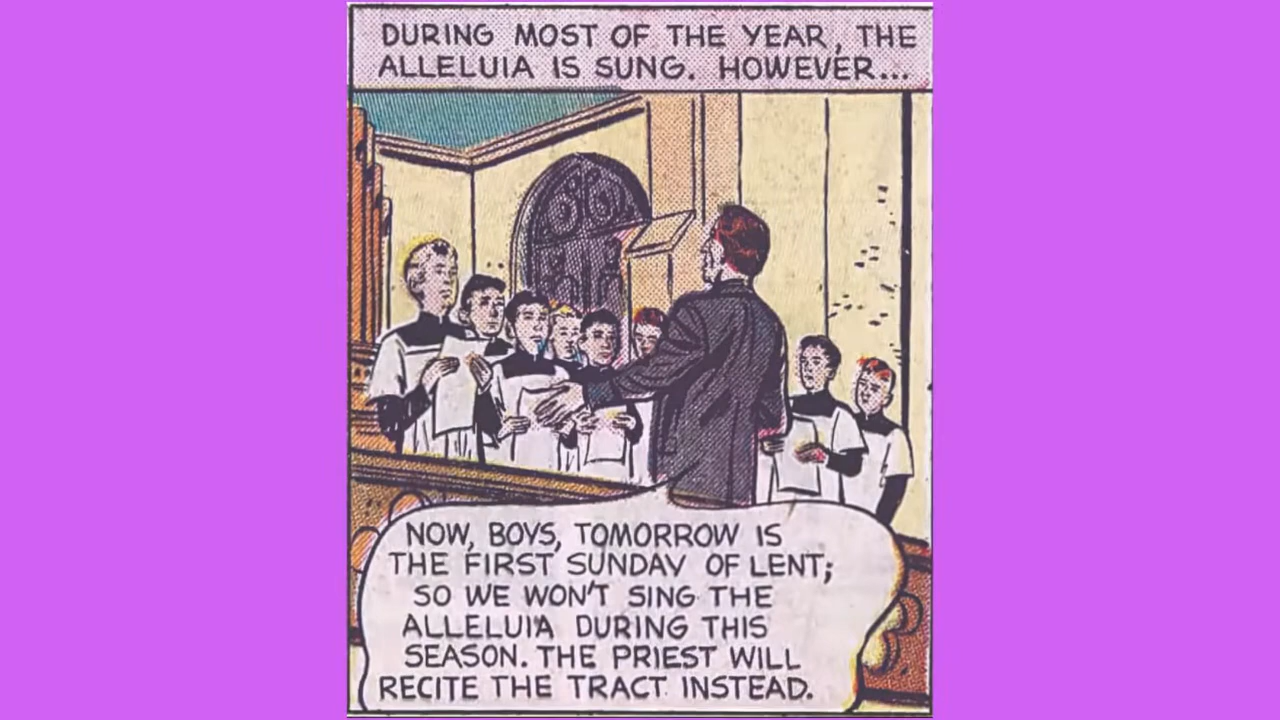 DURING MOST OF THE YEAR, THE
ALLELUIA IS SUNG. HOWEVER...
NOW, BOYS, TOMORROW IS
THE FIRST SUNDAY OF LENT;
SO WE WON'T SING THE
ALLELUIA DURING THIS
SEASON. THE PRIEST WILL
RECITE THE TRACT INSTEAD.